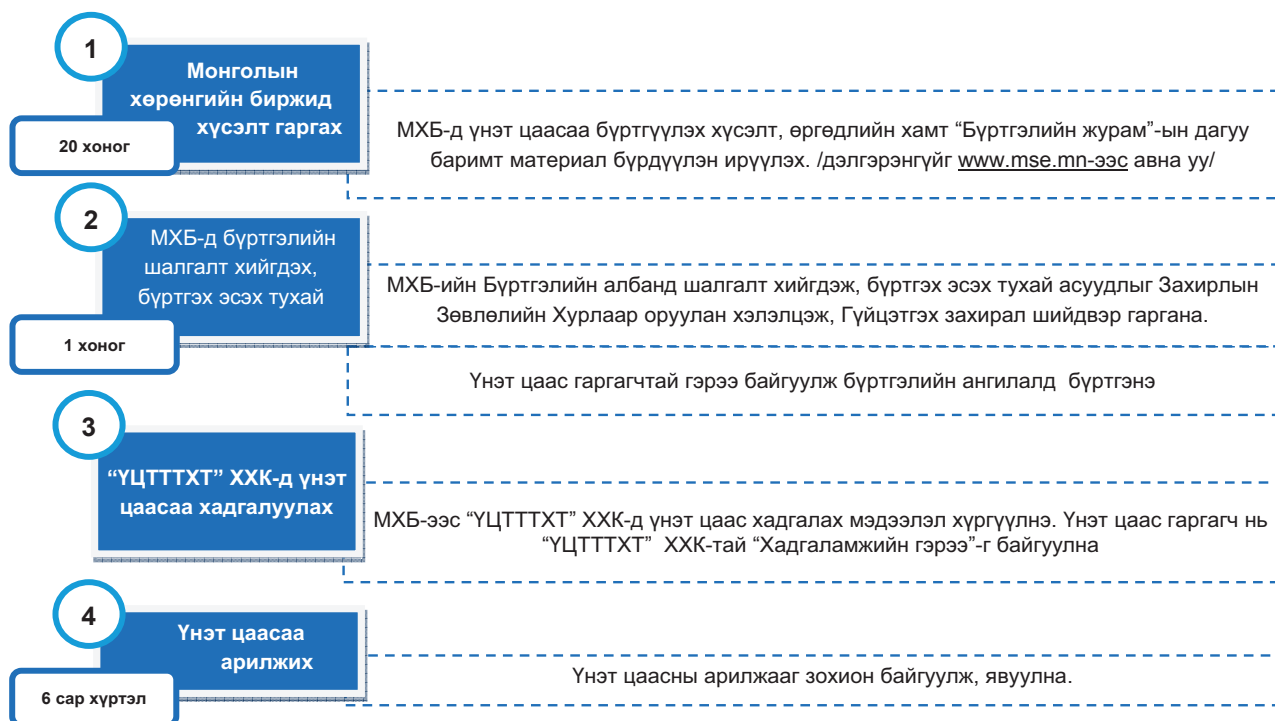 1
Монголын
хөрөнгийн биржид
хүсэлт гаргах
20 хоног
МХБ-д үнэт цаасаа бүртгүүлэх хүсэлт, өргөдлийн хамт “Бүртгэлийн журам”-ын дагуу
баримт материал бүрдүүлэн ирүүлэх. /дэлгэрэнгүйг www.mse.mn-ээс авна уу/
2
МХБ-д бүртгэлийн
шалгалт хийгдэх,
бүртгэх эсэх тухай
1 хоног
МХБ-ийн Бүртгэлийн албанд шалгалт хийгдэж, бүртгэх эсэх тухай асуудлыг Захирлын
Зөвлөлийн Хурлаар оруулан хэлэлцэж, Гүйцэтгэх захирал шийдвэр гаргана.
Үнэт цаас гаргагчтай гэрээ байгуулж бүртгэлийн ангилалд бүртгэнэ
3
“ҮЦТТТХТ” ХХК-д үнэт
цаасаа хадгалуулах
МХБ-ээс “ҮЦТТТХТ” ХХК-д үнэт цаас хадгалах мэдээлэл хүргүүлнэ. Үнэт цаас гаргагч нь
“ҮЦТТТХТ” ХХК-тай “Хадгаламжийн гэрээ”-г байгуулна
4
Үнэт цаасаа
арилжих
6 сар хүртэл
Үнэт цаасны арилжааг зохион байгуулж, явуулна.